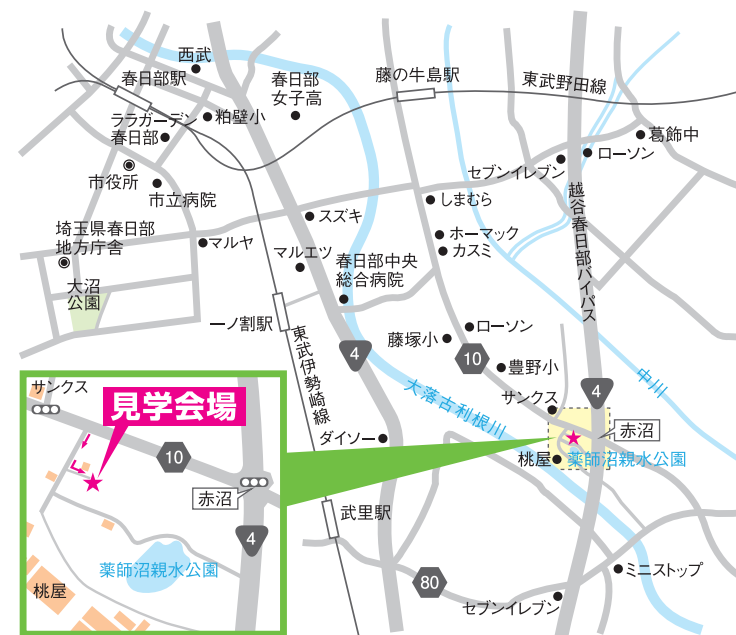 西武
春日部駅
春日部
女子高
藤の牛島駅
東武野田線
ララガーデン
春日部
粕壁小
葛飾中
ローソン
セブンイレブン
市役所
市立病院
しまむら
越谷春日部バイパス
スズキ
埼玉県春日部
地方庁舎
マルヤ
ホーマック
カスミ
マルエツ
春日部中央
総合病院
大沼
公園
一ノ割駅
東武伊勢崎線
4
ローソン
藤塚小
10
豊野小
中川
大落古利根川
サンクス
4
赤沼
ダイソー
桃屋
薬師沼親水公園
武里駅
80
ミニストップ
セブンイレブン
サンクス
見学会場
10
赤沼
4
薬師沼親水公園
桃屋